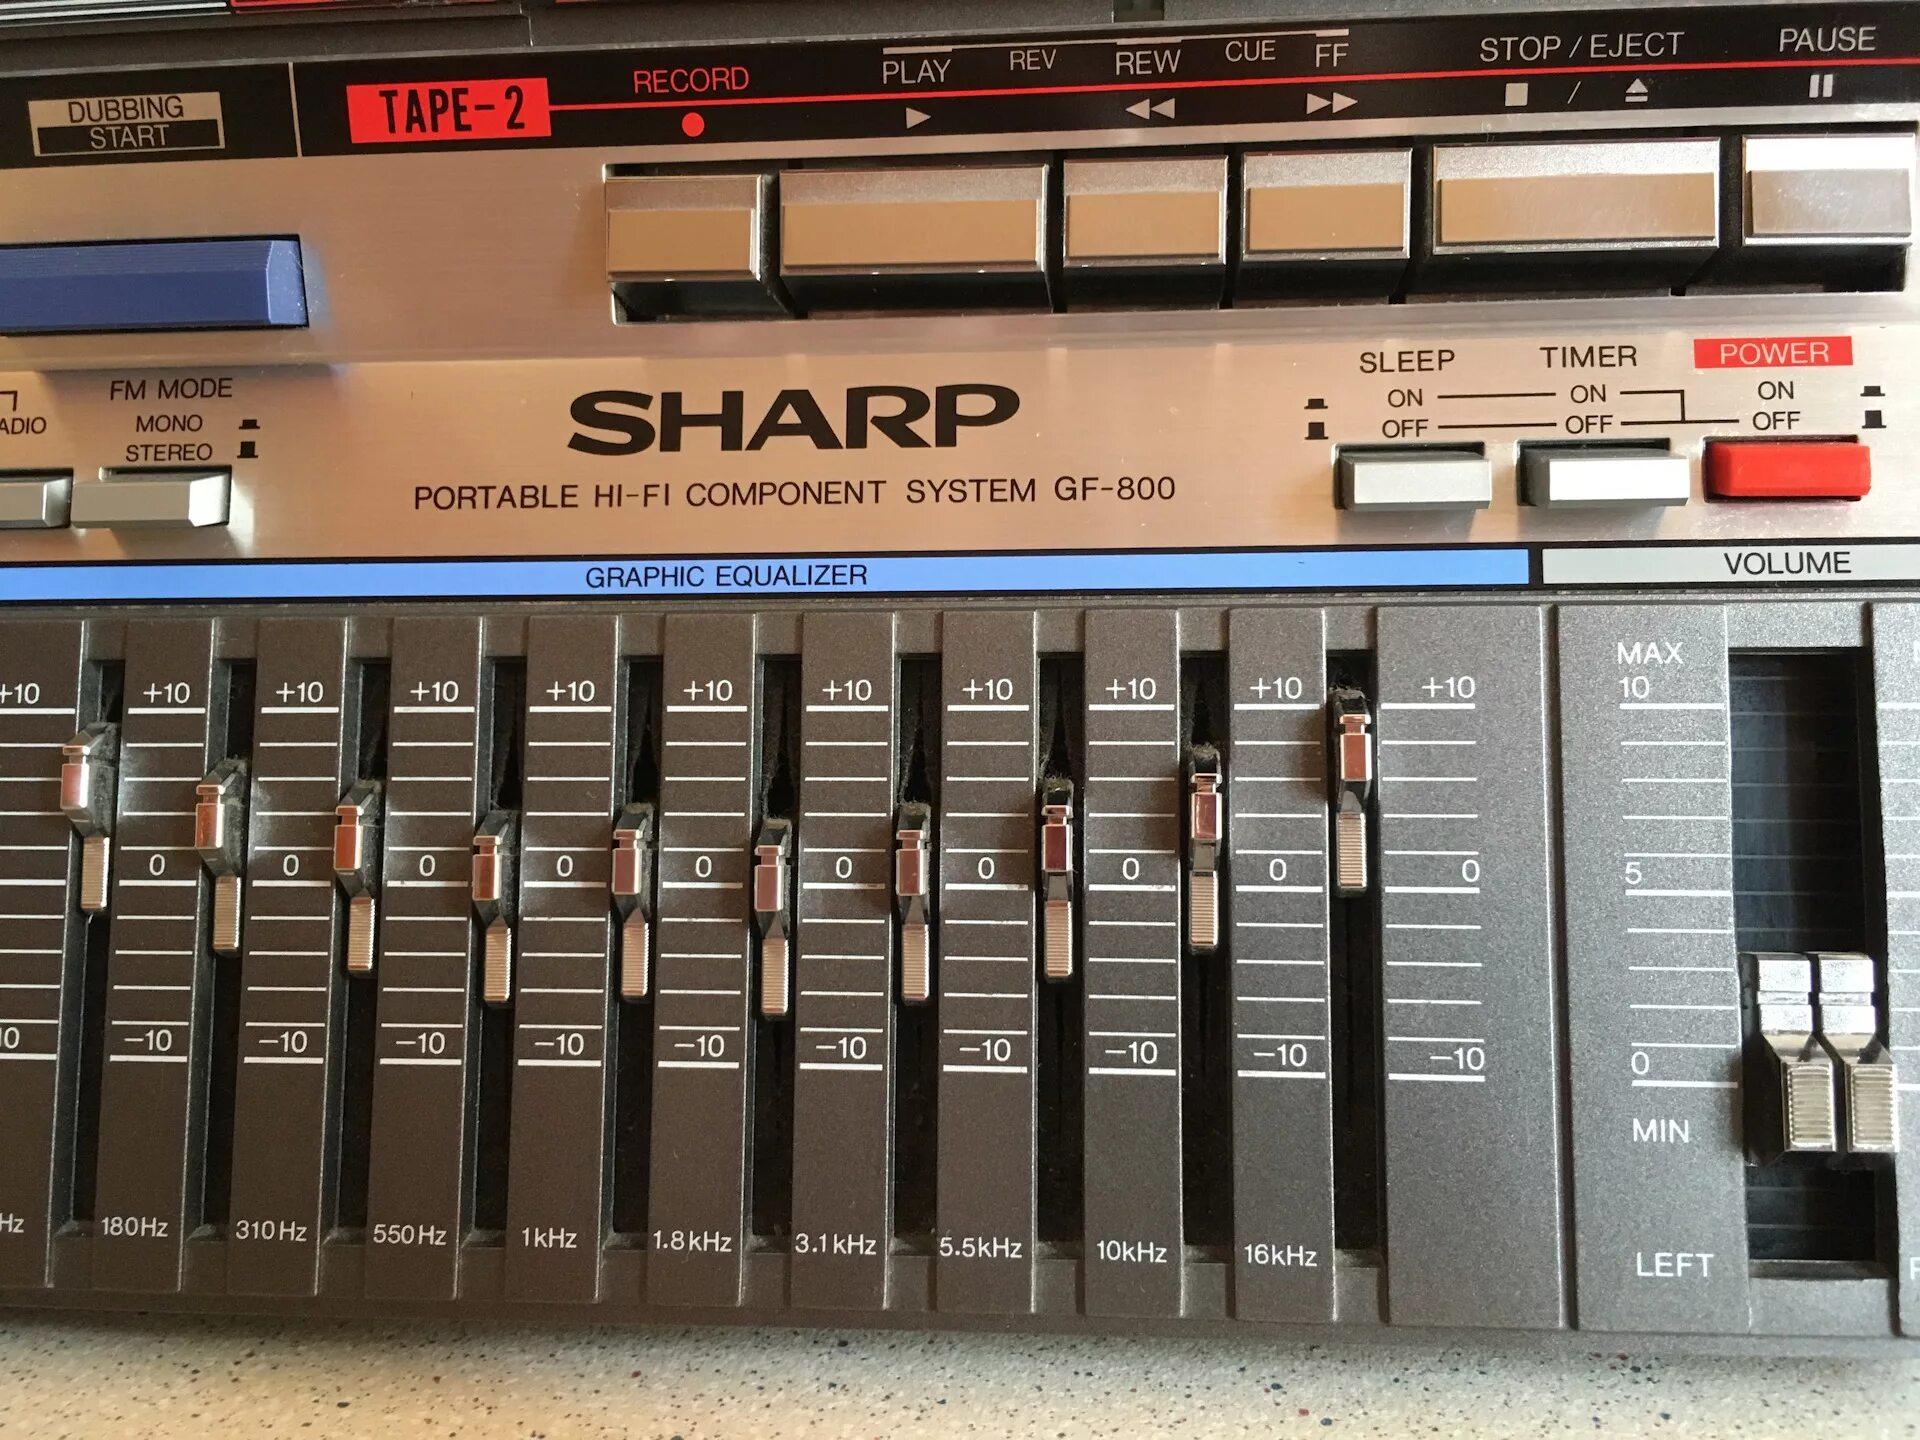 DUBBING
START
TAPE-2
RECORD
PLAY REV REW CUE FF
STOP / EJECT
PAUSE
FM MODE
MONO
STEREO
SHARP
PORTABLE HI-FI COMPONENT SYSTEM GF-800
SLEEP TIMER POWER
ON ON ON
OFF OFF OFF
GRAPHIC EQUALIZER
VOLUME
MAX
+10 +10 +10 +10 +10 +10 +10 +10 +10 +10 +10 10
0 0 0 0 0 0 0 0 0 0 5
-10 -10 -10 -10 -10 -10 -10 -10 -10 -10 0
MIN
180Hz 310Hz 550Hz 1kHz 1.8kHz 3.1kHz 5.5kHz 10kHz 16kHz
LEFT